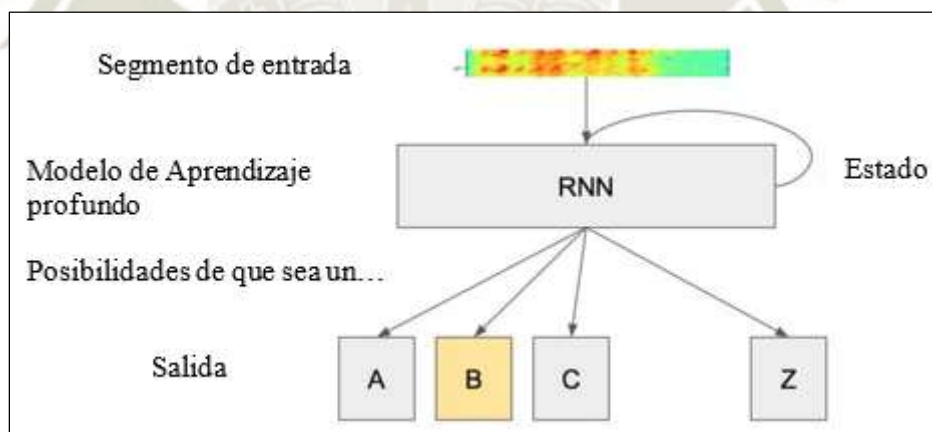 Segmento de entrada
Modelo de Aprendizaje
profundo
RNN
Estado
Posibilidades de que sea un...
Salida
A
B
C
Z